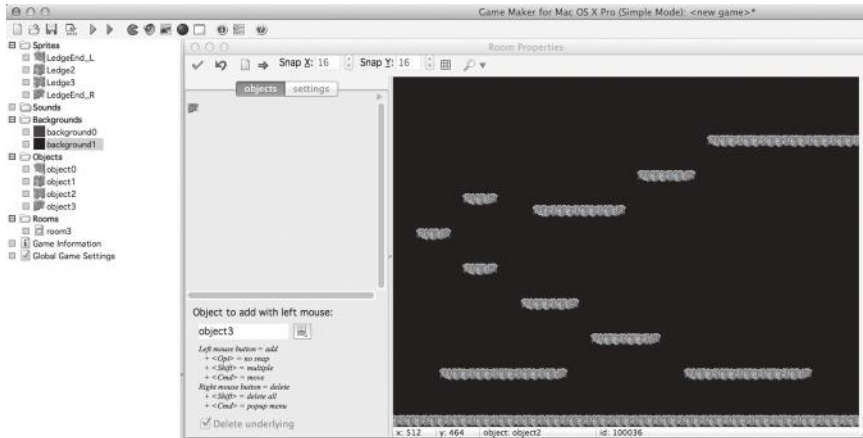 Game Maker for Mac OS X Pro (Simple Mode): <new game>*
Sprites
LedgeEnd_L
Ledge2
Ledge3
LedgeEnd_R
Sounds
Backgrounds
background0
background1
Objects
object0
object1
object2
object3
Rooms
room3
Game Information
Global Game Settings
Room Properties
Snap X: 16 Snap Y: 16
objects settings
Object to add with left mouse:
object3
Left mouse button = add
+ <Opt> = no snap
+ <Shift> = multiple
+ <Cmd> = move
Right mouse button = delete
+ <Shift> = delete all
+ <Cmd> = popup menu
Delete underlying
x: 512 y: 464 object: object2 id: 100036